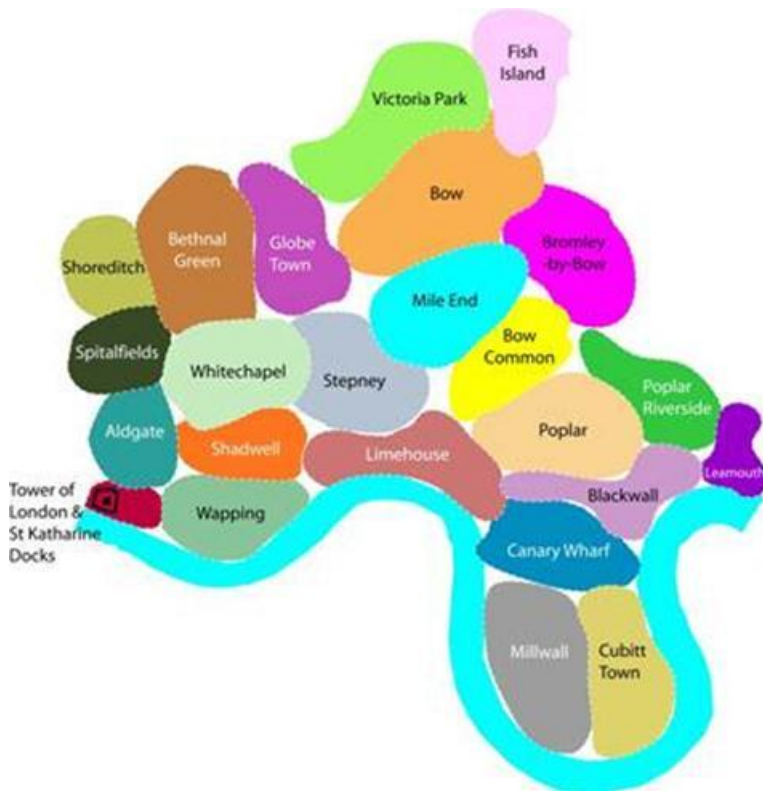 Fish
Island
Victoria Park
Bow
Bethnal
Green
Globe
Town
Bromley
-by-Bow
Shoreditch
Mile End
Spitalfields
Whitechapel
Stepney
Bow
Common
Poplar
Riverside
Aldgate
Shadwell
Limehouse
Poplar
Leamouth
Tower of
London &
St Katharine
Docks
Wapping
Blackwall
Canary Wharf
Millwall
Cubitt
Town